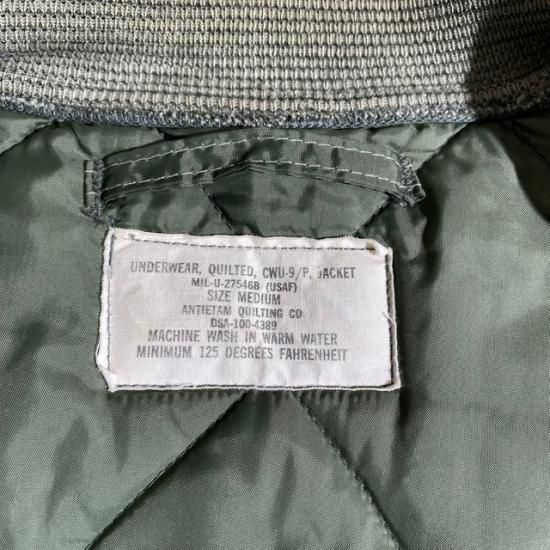 UNDERWEAR, QUILTED, CWU-9/P, JACKET
MIL-U-27546B (USAF)
SIZE MEDIUM
ANTIETAM QUILTING CO
DSA-100-4389
MACHINE WASH IN WARM WATER
MINIMUM 125 DEGREES FAHRENHEIT